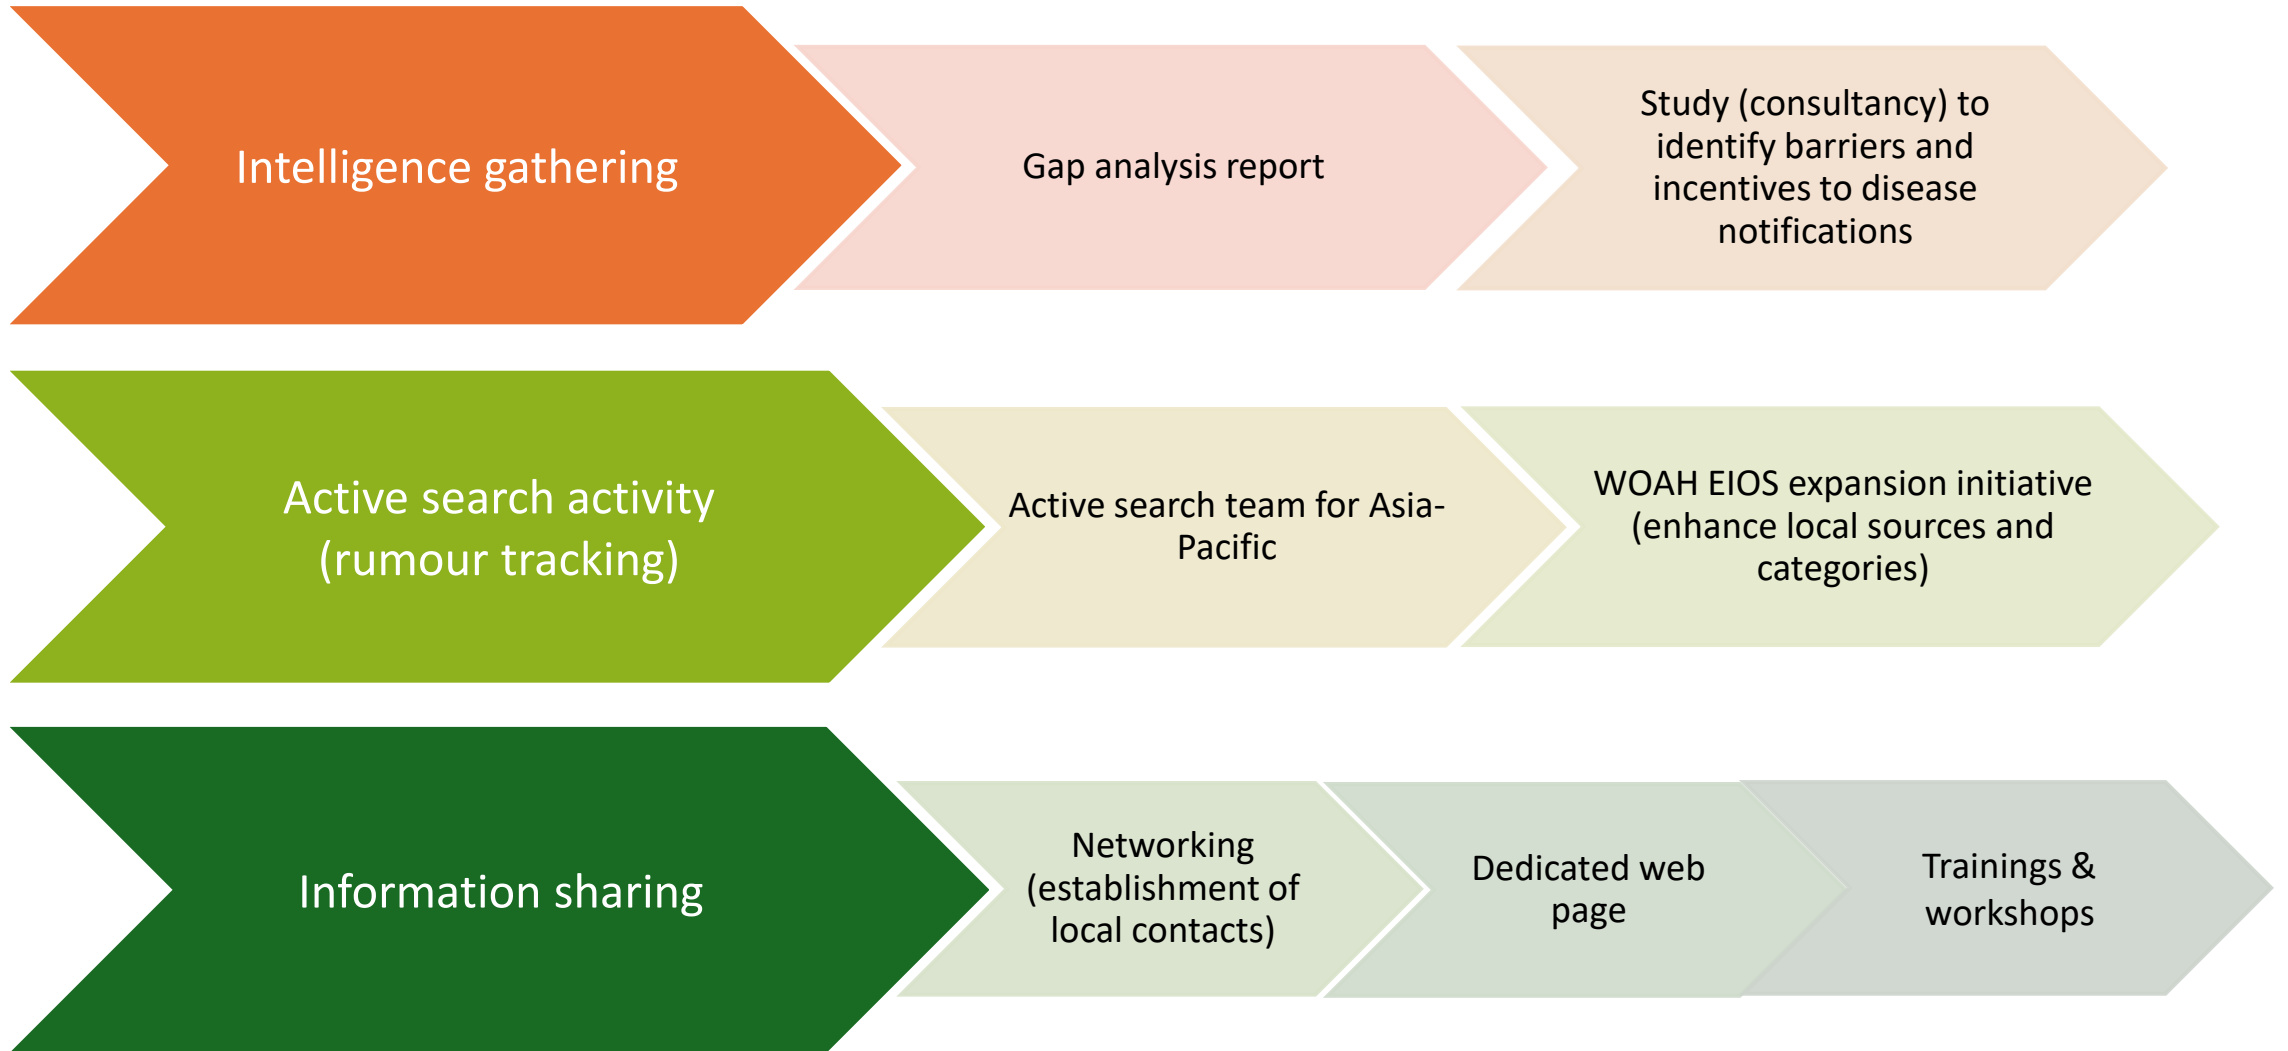 Intelligence gathering
Gap analysis report
Study (consultancy) to
identify barriers and
incentives to disease
notifications
Active search activity
(rumour tracking)
Active search team for Asia-
Pacific
WOAH EIOS expansion initiative
(enhance local sources and
categories)
Information sharing
Networking
(establishment of
local contacts)
Dedicated web
page
Trainings &
workshops